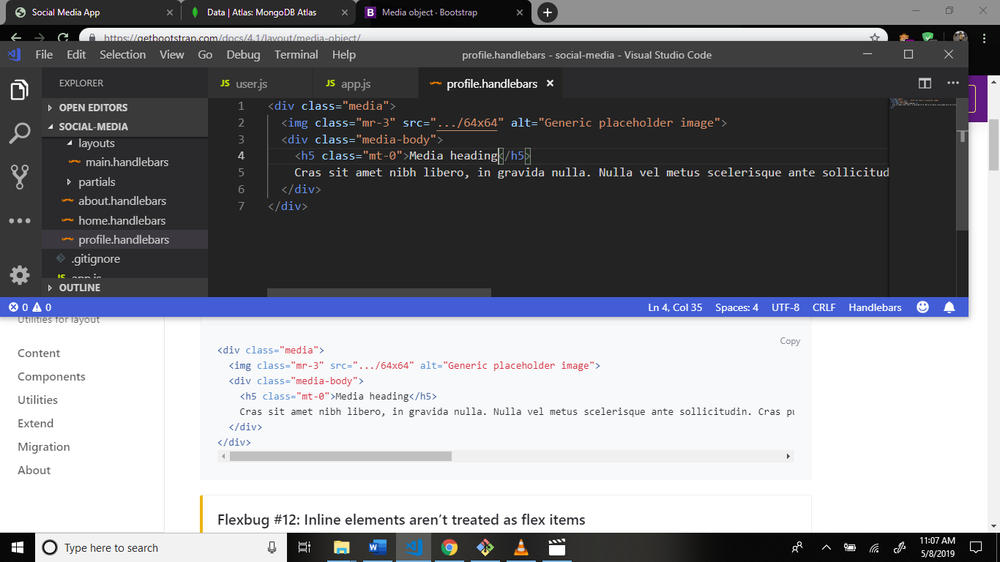 Social Media App
Data | Atlas: MongoDB Atlas
B Media object · Bootstrap
https://getbootstrap.com/docs/4.1/layout/media-object/
File Edit Selection View Go Debug Terminal Help
profile.handlebars - social-media - Visual Studio Code
EXPLORER
OPEN EDITORS
SOCIAL-MEDIA
layouts
main.handlebars
partials
about.handlebars
home.handlebars
profile.handlebars
.gitignore
JS app.js
OUTLINE
JS user.js
JS app.js
profile.handlebars
1 <div class="media">
2 <img class="mr-3" src=".../64x64" alt="Generic placeholder image">
3 <div class="media-body">
4 <h5 class="mt-0">Media heading</h5>
5 Cras sit amet nibh libero, in gravida nulla. Nulla vel metus scelerisque ante sollicitud
6 </div>
7 </div>
0 0
Ln 4, Col 35 Spaces: 4 UTF-8 CRLF Handlebars
Utilities for layout
Content
Components
Utilities
Extend
Migration
About
Copy
<div class="media">
<img class="mr-3" src=".../64x64" alt="Generic placeholder image">
<div class="media-body">
<h5 class="mt-0">Media heading</h5>
Cras sit amet nibh libero, in gravida nulla. Nulla vel metus scelerisque ante sollicitudin. Cras pu
</div>
</div>
Flexbug #12: Inline elements aren’t treated as flex items
Type here to search
11:07 AM
5/8/2019